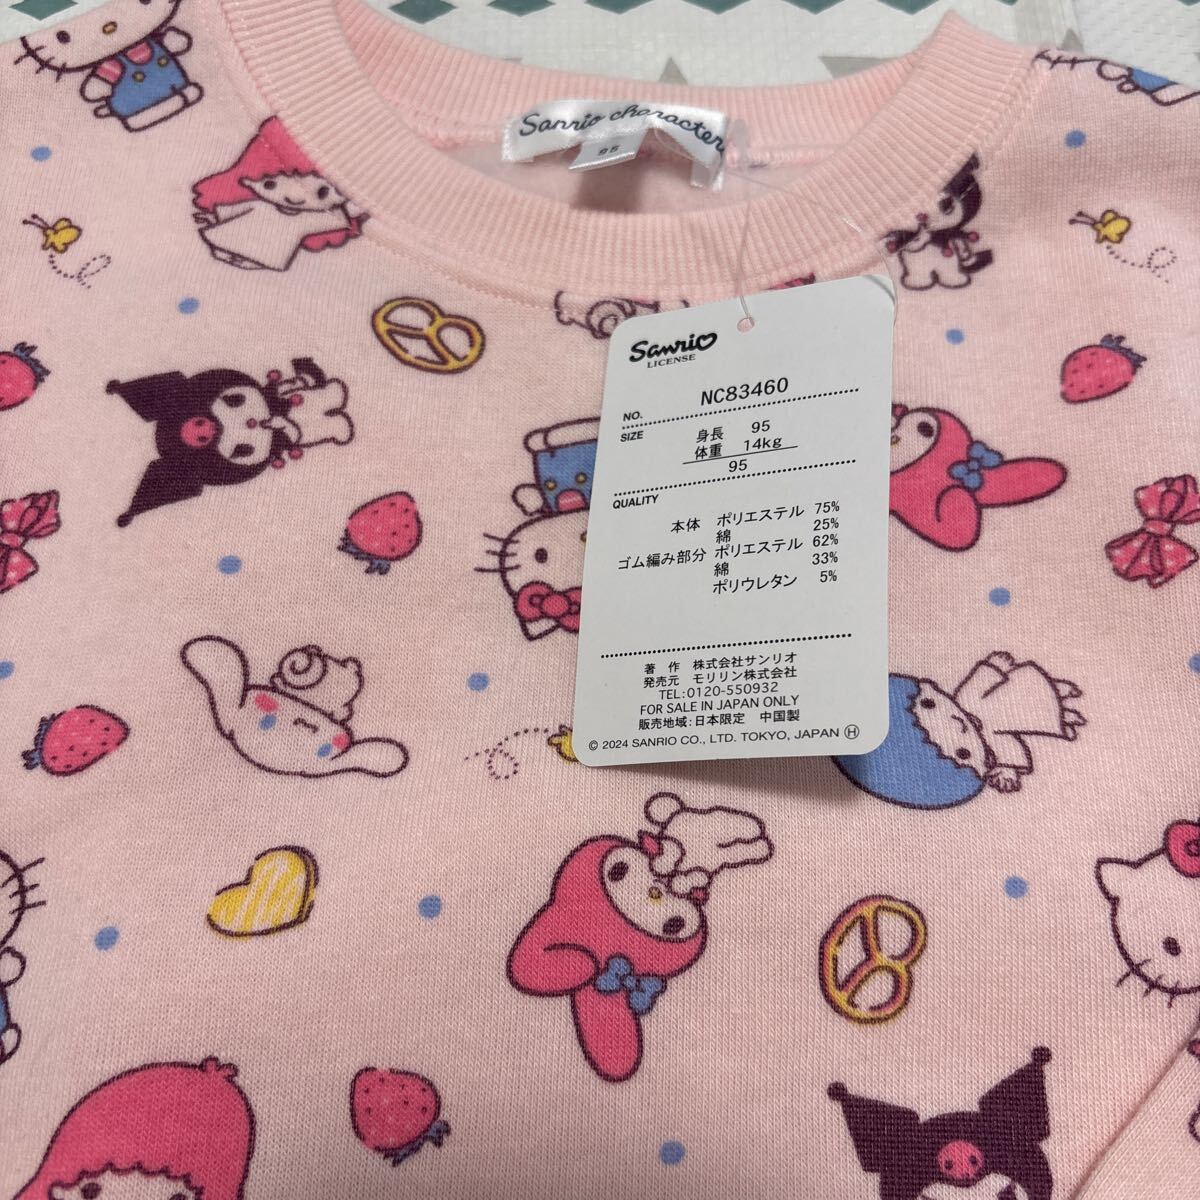 Sanrio character
95
Sanrio
LICENSE
NO. NC83460
SIZE 身長 95
体重 14kg
95
QUALITY
本体 ポリエステル 75%
綿 25%
ゴム編み部分 ポリエステル 62%
綿 33%
ポリウレタン 5%
著作 株式会社サンリオ
発売元 モリリン株式会社
TEL:0120-550932
FOR SALE IN JAPAN ONLY
販売地域:日本限定 中国製
© 2024 SANRIO CO., LTD. TOKYO, JAPAN Ⓗ